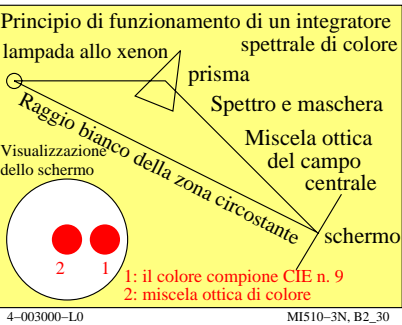 Principio di funzionamento di un integratore
spettrale di colore
lampada allo xenon
prisma
Spettro e maschera
Raggio bianco della zona circostante
Miscela ottica
del campo
centrale
Visualizzazione
dello schermo
schermo
2 1
1: il colore compione CIE n. 9
2: miscela ottica di colore
4-003000-L0 MI510-3N, B2_30